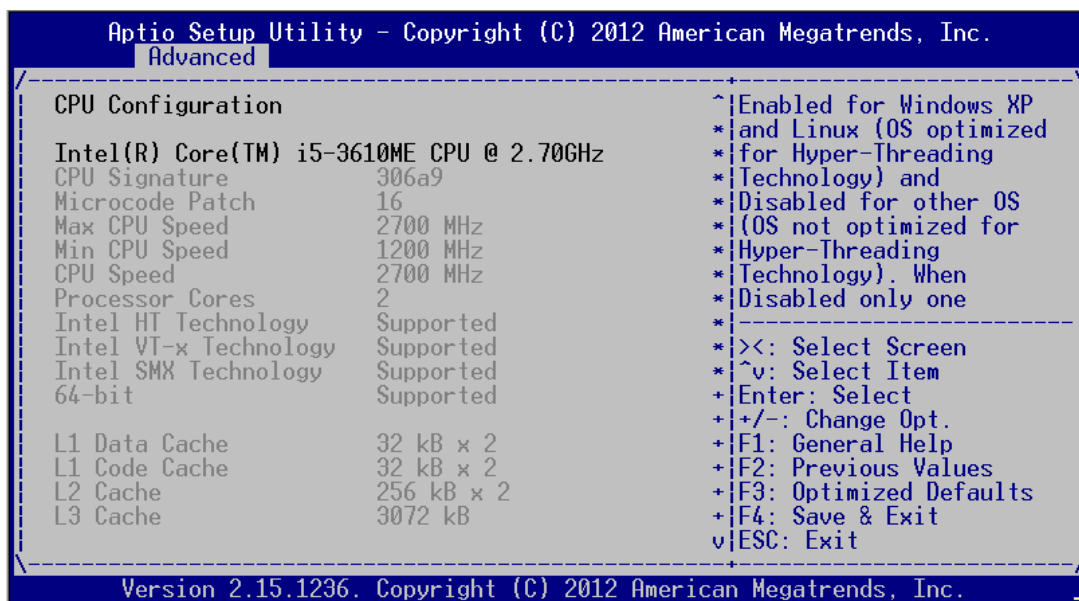 Aptio Setup Utility - Copyright (C) 2012 American Megatrends, Inc.
Advanced
CPU Configuration
Intel(R) Core(TM) i5-3610ME CPU @ 2.70GHz
CPU Signature 306a9
Microcode Patch 16
Max CPU Speed 2700 MHz
Min CPU Speed 1200 MHz
CPU Speed 2700 MHz
Processor Cores 2
Intel HT Technology Supported
Intel VT-x Technology Supported
Intel SMX Technology Supported
64-bit Supported
L1 Data Cache 32 kB x 2
L1 Code Cache 32 kB x 2
L2 Cache 256 kB x 2
L3 Cache 3072 kB
Enabled for Windows XP
and Linux (OS optimized
for Hyper-Threading
Technology) and
Disabled for other OS
(OS not optimized for
Hyper-Threading
Technology). When
Disabled only one
><: Select Screen
^v: Select Item
Enter: Select
+/-: Change Opt.
F1: General Help
F2: Previous Values
F3: Optimized Defaults
F4: Save & Exit
ESC: Exit
Version 2.15.1236. Copyright (C) 2012 American Megatrends, Inc.